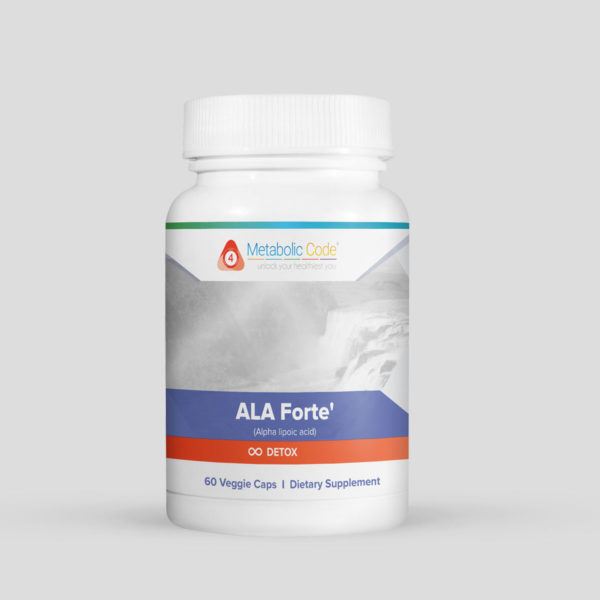 4
Metabolic Code®
unlock your healthiest you
ALA Forte'
(Alpha lipoic acid)
∞ DETOX
60 Veggie Caps | Dietary Supplement